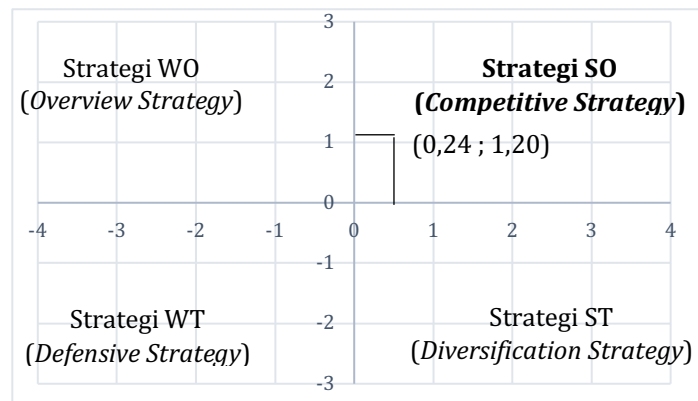 3
Strategi WO
(Overview Strategy)
2
Strategi SO
(Competitive Strategy)
1
(0,24 ; 1,20)
0
-4 -3 -2 -1 0 1 2 3 4
-1
Strategi WT
(Defensive Strategy)
-2
Strategi ST
(Diversification Strategy)
-3